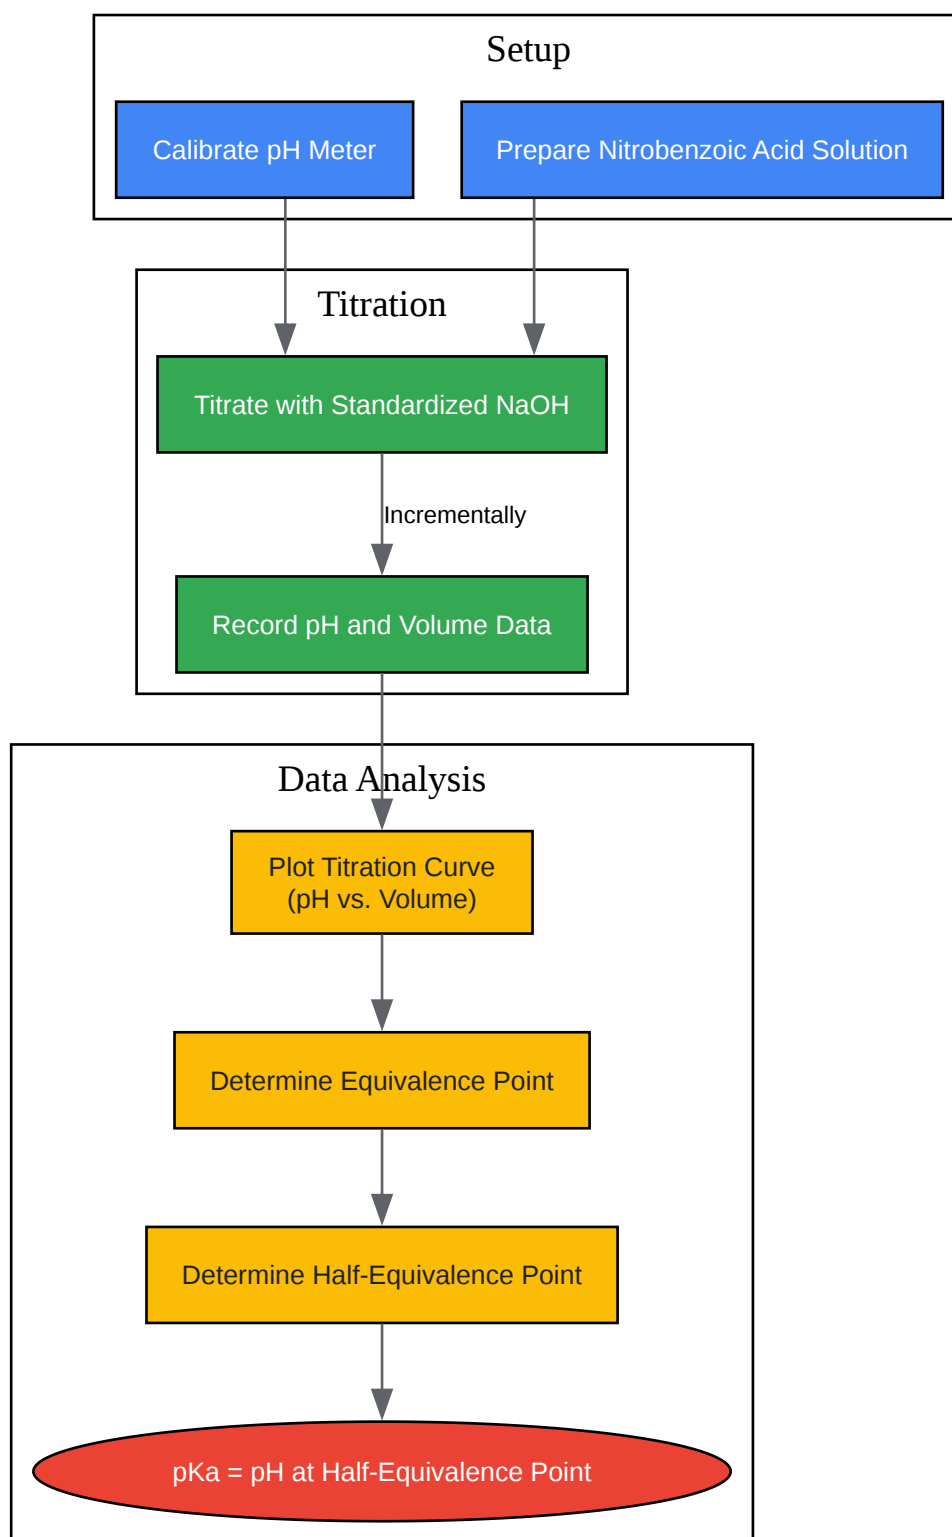 Setup
Calibrate pH Meter
Prepare Nitrobenzoic Acid Solution
Titration
Titrate with Standardized NaOH
Incrementally
Record pH and Volume Data
Data Analysis
Plot Titration Curve
(pH vs. Volume)
Determine Equivalence Point
Determine Half-Equivalence Point
pKa = pH at Half-Equivalence Point